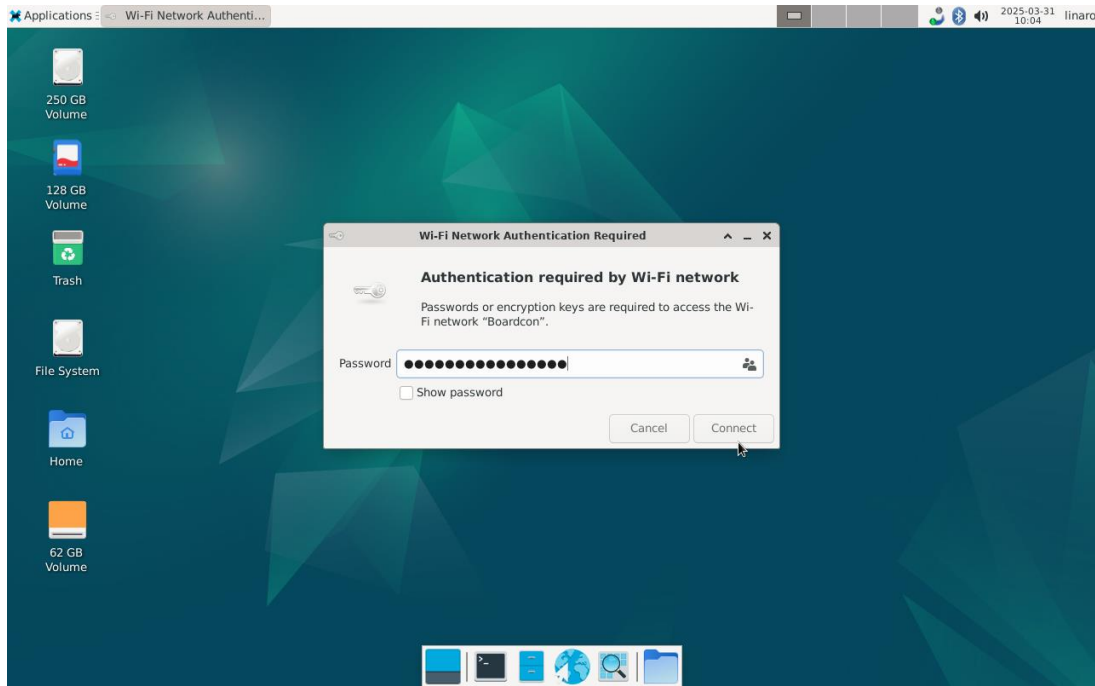 Applications
Wi-Fi Network Authenti...
2025-03-31
10:04
linaro
250 GB
Volume
128 GB
Volume
Trash
File System
Home
62 GB
Volume
Wi-Fi Network Authentication Required
Authentication required by Wi-Fi network
Passwords or encryption keys are required to access the Wi-
Fi network “Boardcon”.
Password
Show password
Cancel
Connect